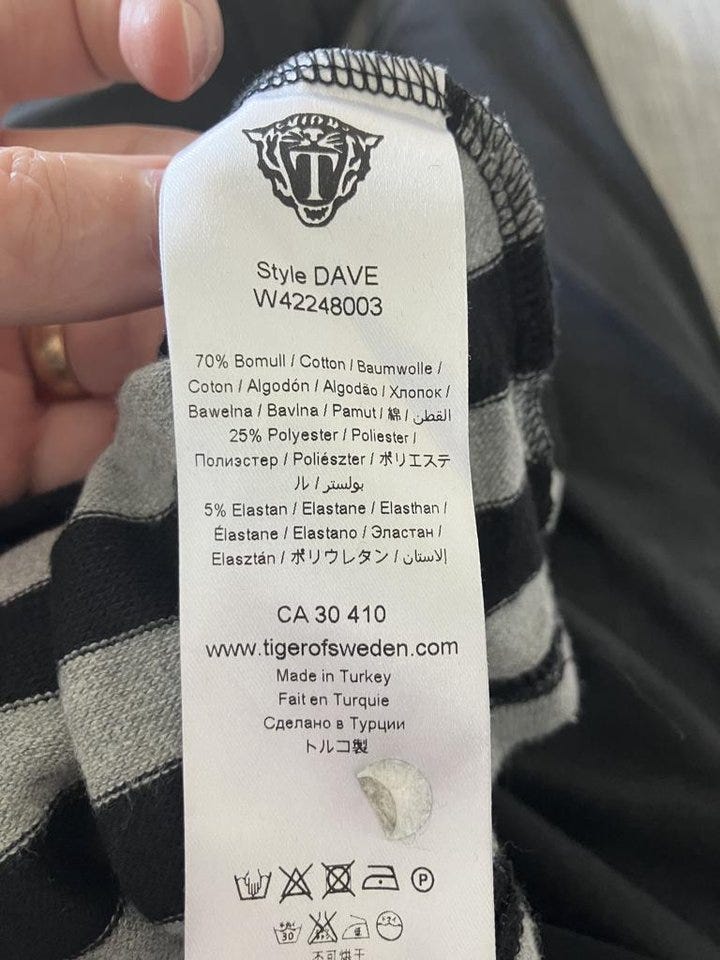 T
Style DAVE
W42248003
70% Bomull / Cotton / Baumwolle /
Coton / Algodón / Algodão / Хлопок /
Bawełna / Bavlna / Pamut / 綿 / القطن
25% Polyester / Poliester /
Полиэстер / Poliészter / ポリエステ
ル / بولستر
5% Elastan / Elastane / Elasthan /
Élastane / Elastano / Эластан /
Elasztán / ポリウレタン / الاستان
CA 30 410
www.tigerofsweden.com
Made in Turkey
Fait en Turquie
Сделано в Турции
トルコ製
P
30
不可烘干